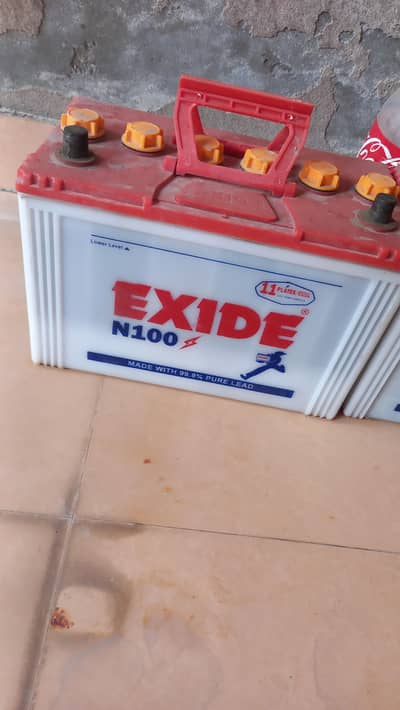 Lower Level
11 PLATES/CELL
EXIDE®
N100
MADE WITH 99.9% PURE LEAD